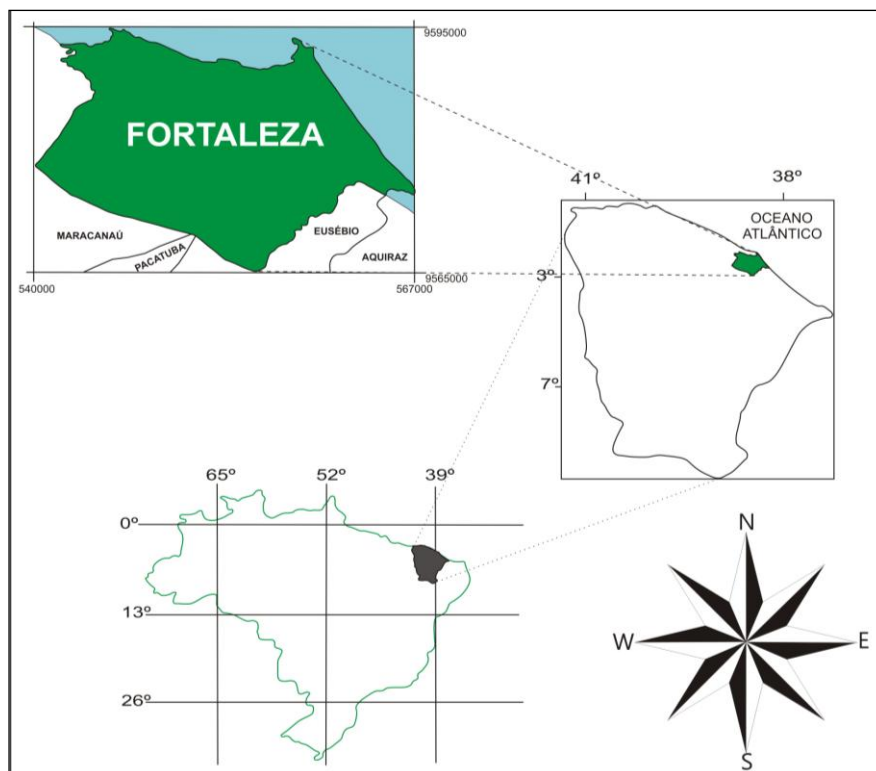 9595000
FORTALEZA
MARACANAÚ
PACATUBA
EUSÉBIO
AQUIRAZ
540000
567000
9565000
41º
38º
OCEANO
ATLÂNTICO
3º
7º
65º
52º
39º
0º
13º
26º
N
W
E
S